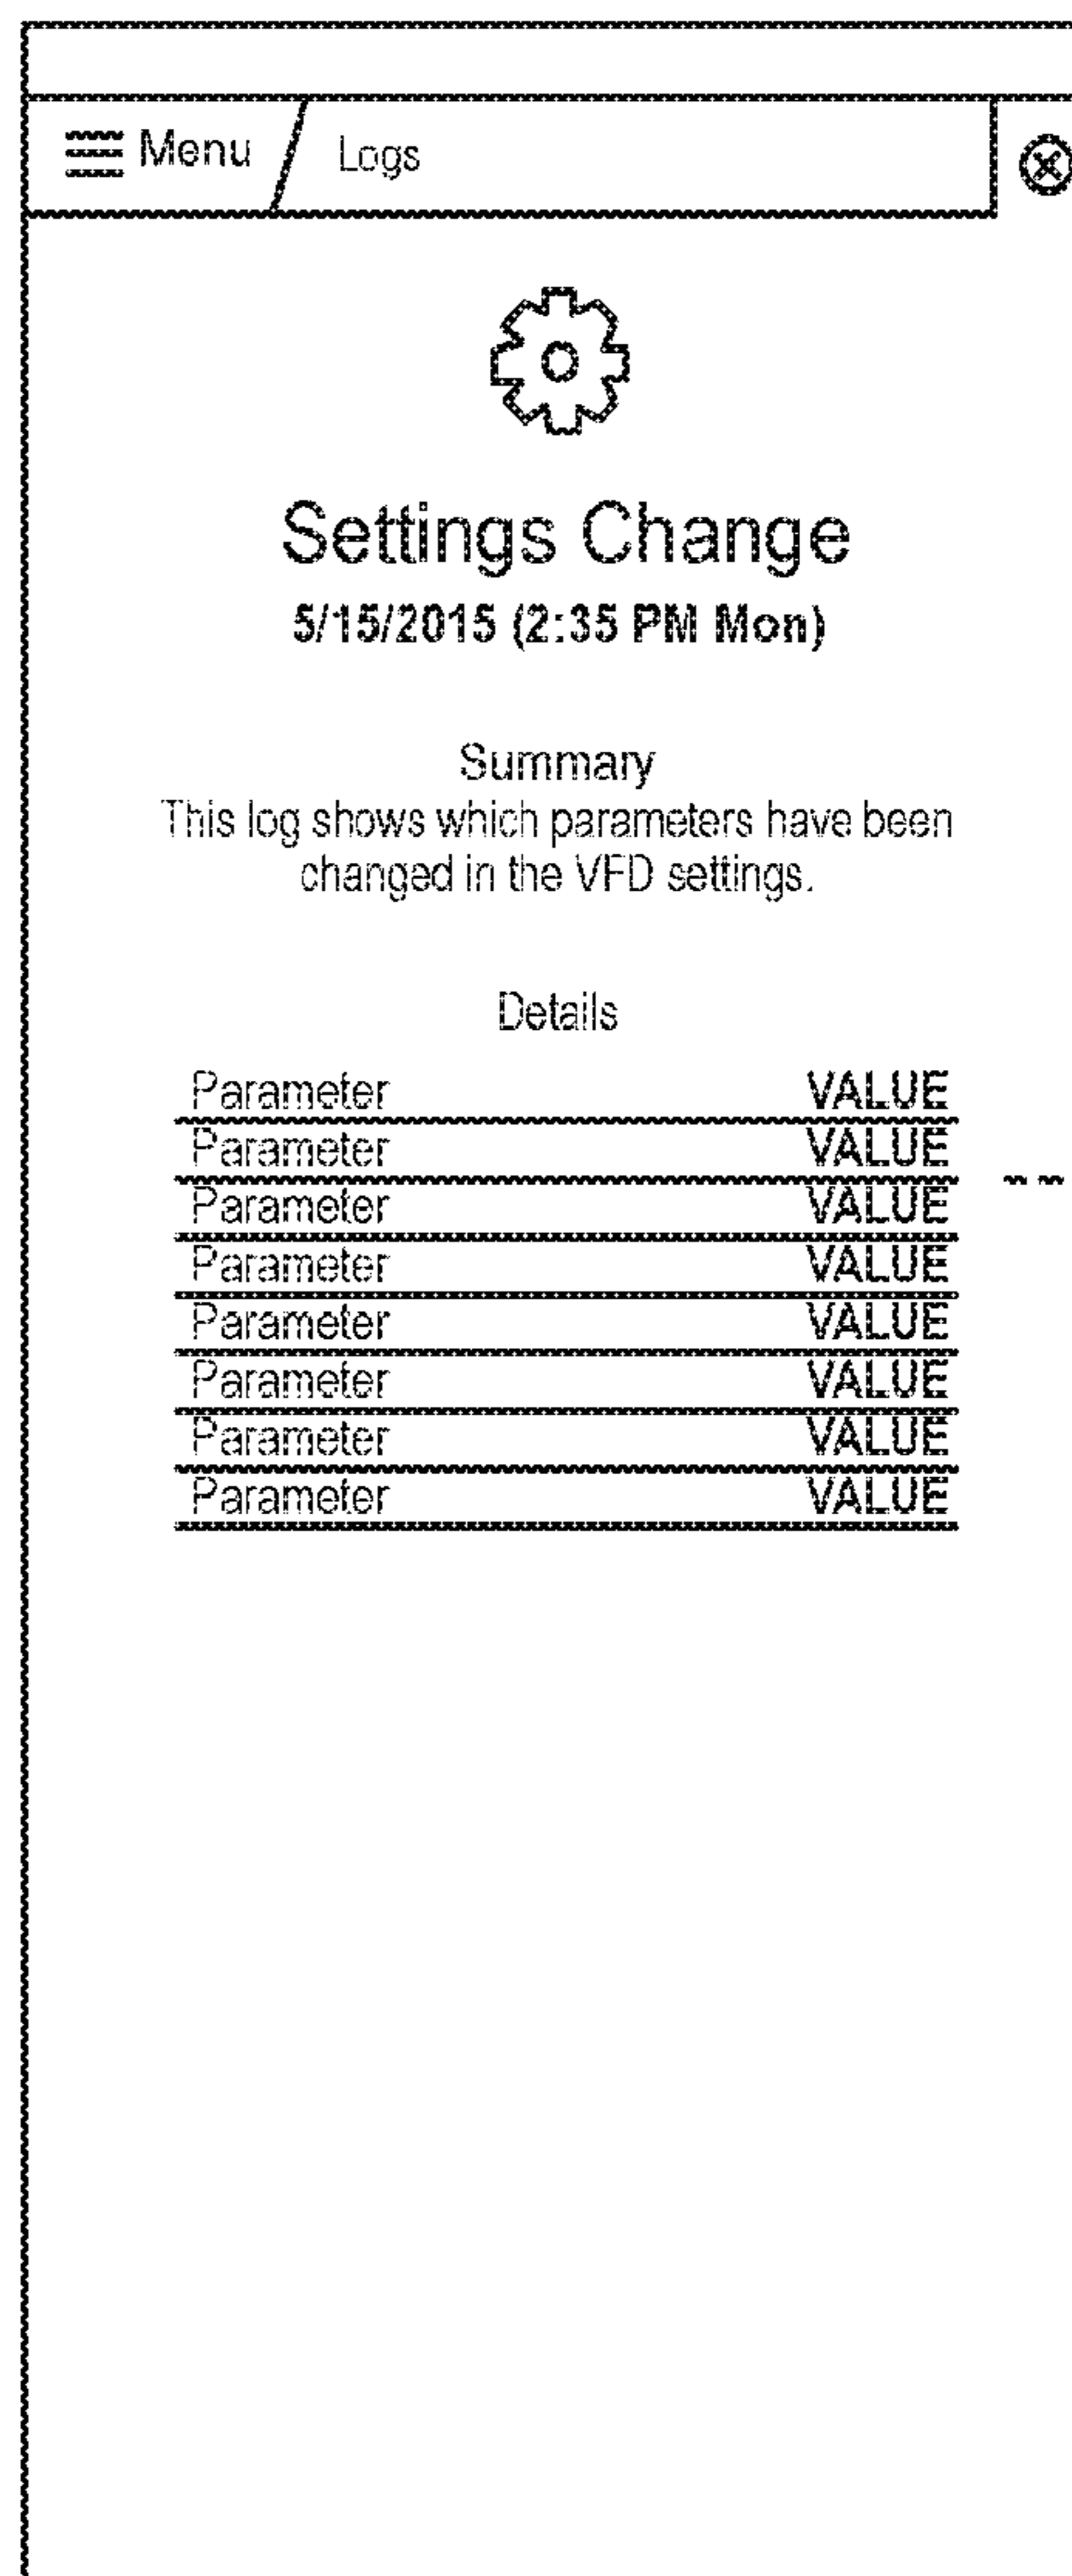 Menu Logs
Settings Change
5/15/2015 (2:35 PM Mon)
Summary
This log shows which parameters have been
changed in the VFD settings.
Details
Parameter VALUE
Parameter VALUE
Parameter VALUE
Parameter VALUE
Parameter VALUE
Parameter VALUE
Parameter VALUE
Parameter VALUE